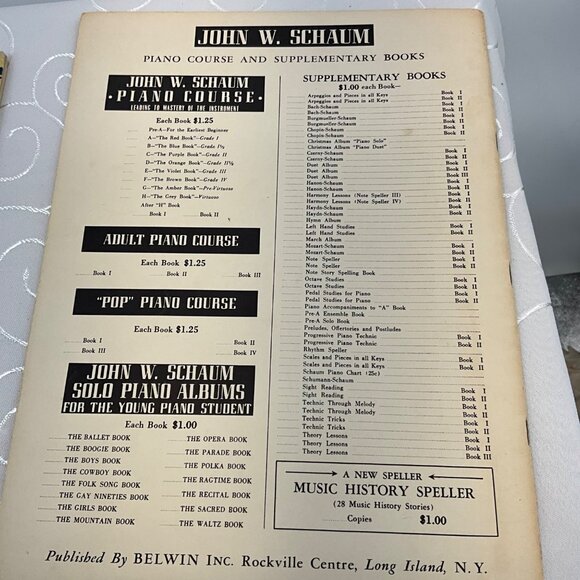 JOHN W. SCHAUM
PIANO COURSE AND SUPPLEMENTARY BOOKS
JOHN W. SCHAUM
• PIANO COURSE •
LEADING TO MASTERY OF THE INSTRUMENT
Each Book $1.25
Pre-A—For the Earliest Beginner
A—"The Red Book"—Grade I
B—"The Blue Book"—Grade I½
C—"The Purple Book"—Grade II
D—"The Orange Book"—Grade II½
E—"The Violet Book"—Grade III
F—"The Brown Book"—Grade IV
G—"The Amber Book"—Pre-Virtuoso
H—"The Grey Book"—Virtuoso
After "H" Book
Book I Book II
ADULT PIANO COURSE
Each Book $1.25
Book I Book II Book III
"POP" PIANO COURSE
Each Book $1.25
Book I Book II
Book III Book IV
JOHN W. SCHAUM
SOLO PIANO ALBUMS
FOR THE YOUNG PIANO STUDENT
Each Book $1.00
THE BALLET BOOK
THE BOOGIE BOOK
THE BOYS BOOK
THE COWBOY BOOK
THE FOLK SONG BOOK
THE GAY NINETIES BOOK
THE GIRLS BOOK
THE MOUNTAIN BOOK
THE OPERA BOOK
THE PARADE BOOK
THE POLKA BOOK
THE RAGTIME BOOK
THE RECITAL BOOK
THE SACRED BOOK
THE WALTZ BOOK
SUPPLEMENTARY BOOKS
$1.00 each Book—
Arpeggios and Pieces in all Keys Book I
Arpeggios and Pieces in all Keys Book II
Bach-Schaum Book I
Bach-Schaum Book II
Burgmueller-Schaum Book I
Burgmueller-Schaum Book II
Chopin-Schaum Book I
Chopin-Schaum Book II
Christmas Album "Piano Solo"
Christmas Album "Piano Duet"
Czerny-Schaum Book I
Czerny-Schaum Book II
Duet Album Book I
Duet Album Book II
Duet Album Book III
Hanon-Schaum Book I
Hanon-Schaum Book II
Harmony Lessons (Note Speller III) Book I
Harmony Lessons (Note Speller IV) Book II
Haydn-Schaum Book I
Haydn-Schaum Book II
Hymn Album
Left Hand Studies Book I
Left Hand Studies Book II
March Album
Mozart-Schaum Book I
Mozart-Schaum Book II
Note Speller Book I
Note Speller Book II
Note Story Spelling Book
Octave Studies Book I
Octave Studies Book II
Pedal Studies for Piano Book I
Pedal Studies for Piano Book II
Piano Accompaniments to "A" Book
Pre-A Ensemble Book
Pre-A Solo Book
Preludes, Offertories and Postludes
Progressive Piano Technic Book I
Progressive Piano Technic Book II
Rhythm Speller
Scales and Pieces in all Keys Book I
Scales and Pieces in all Keys Book II
Schaum Piano Chart (25c)
Schumann-Schaum
Sight Reading Book I
Sight Reading Book II
Technic Through Melody Book I
Technic Through Melody Book II
Technic Tricks Book I
Technic Tricks Book II
Theory Lessons Book I
Theory Lessons Book II
Theory Lessons Book III
A NEW SPELLER
MUSIC HISTORY SPELLER
(28 Music History Stories)
Copies $1.00
Published By BELWIN INC. Rockville Centre, Long Island, N. Y.